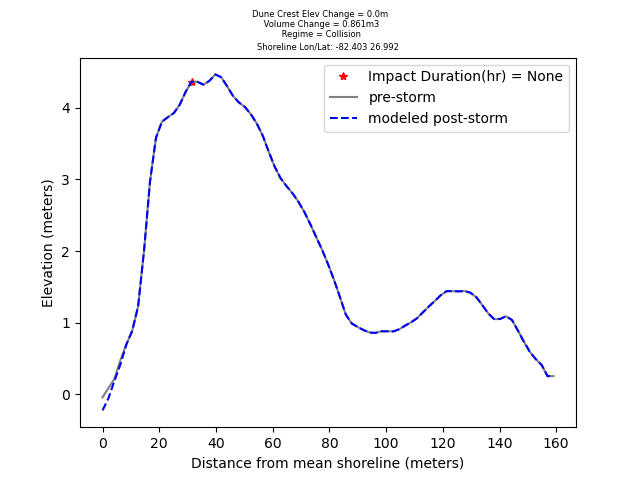 Dune Crest Elev Change = 0.0m
Volume Change = 0.861m3
Regime = Collision
Shoreline Lon/Lat: -82.403 26.992
Impact Duration(hr) = None
pre-storm
modeled post-storm
Elevation (meters)
4
3
2
1
0
0 20 40 60 80 100 120 140 160
Distance from mean shoreline (meters)